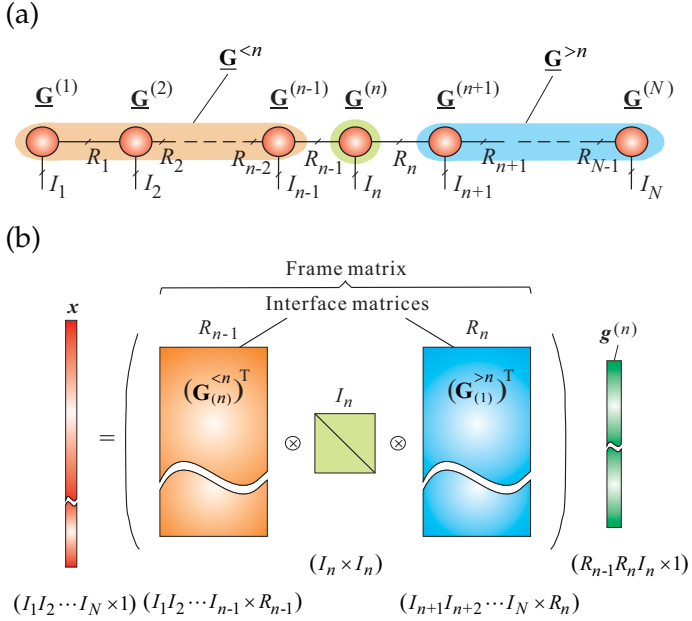 (a)
G^{<n} G^{>n}
G^{(1)} G^{(2)} G^{(n-1)} G^{(n)} G^{(n+1)} G^{(N)}
R_1 R_2 R_{n-2} R_{n-1} R_n R_{n+1} R_{N-1}
I_1 I_2 I_{n-1} I_n I_{n+1} I_N
(b)
Frame matrix
Interface matrices
x R_{n-1} R_n g^{(n)}
(G_{(n)}^{<n})^T I_n (G_{(1)}^{>n})^T
= ( ⊗ ⊗ )
(I_n × I_n) (R_{n-1}R_nI_n × 1)
(I_1I_2 ⋯ I_N × 1) (I_1I_2 ⋯ I_{n-1} × R_{n-1}) (I_{n+1}I_{n+2} ⋯ I_N × R_n)